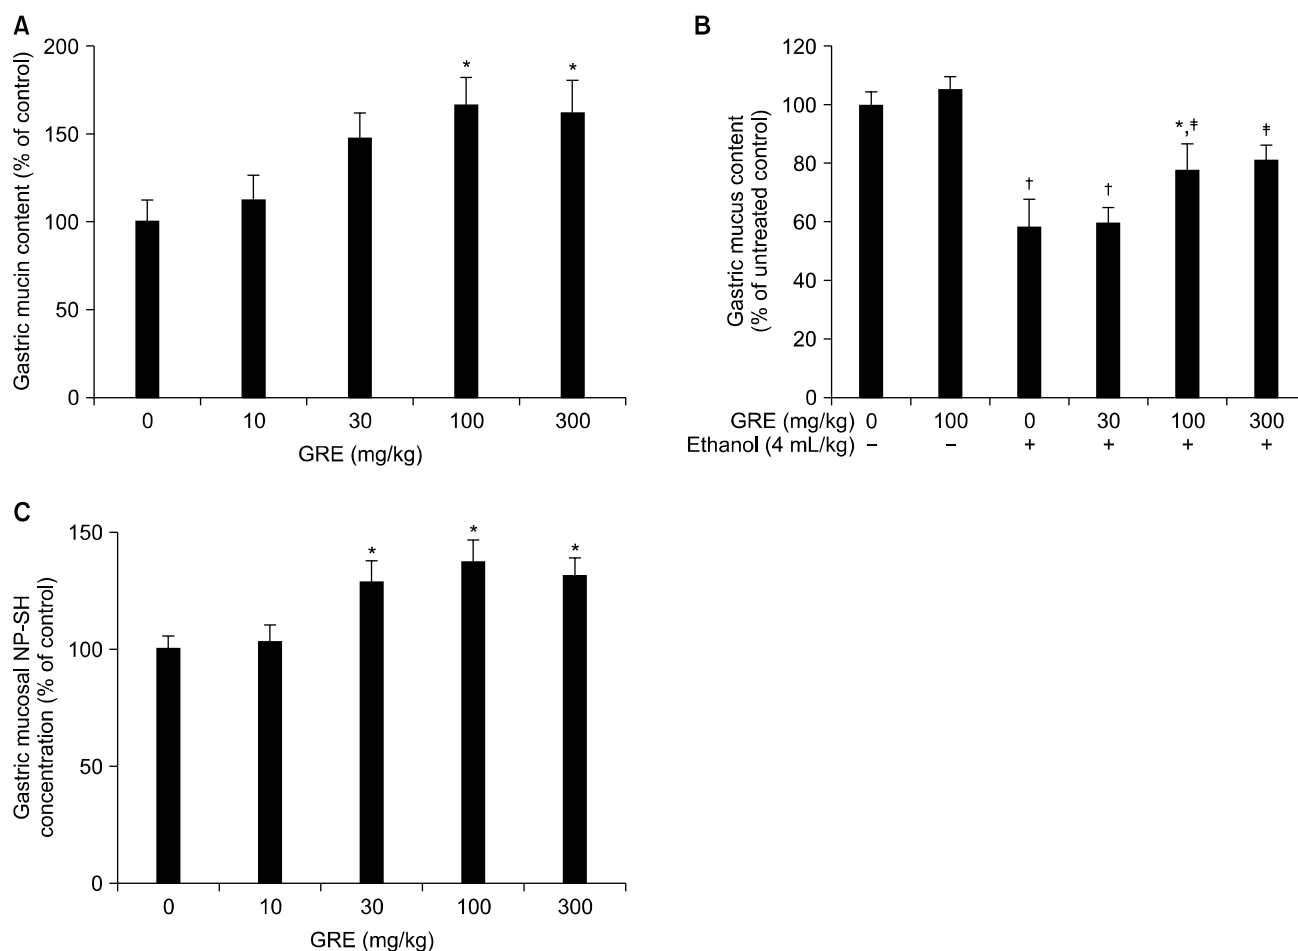 A
Gastric mucin content (% of control)
200
150
100
50
0
* *
0 10 30 100 300
GRE (mg/kg)
B
Gastric mucus content
(% of untreated control)
120
100
80
60
40
20
0
† † *,‡ ‡
GRE (mg/kg) 0 100 0 30 100 300
Ethanol (4 mL/kg) – – + + + +
C
Gastric mucosal NP-SH
concentration (% of control)
150
100
50
0
* * *
0 10 30 100 300
GRE (mg/kg)